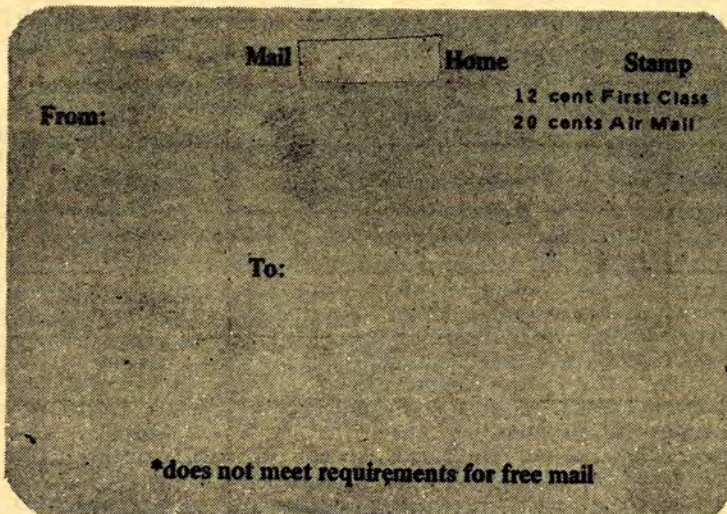 Mail Home Stamp
12 cent First Class
From:
20 cents Air Mail
To:
*does not meet requirements for free mail